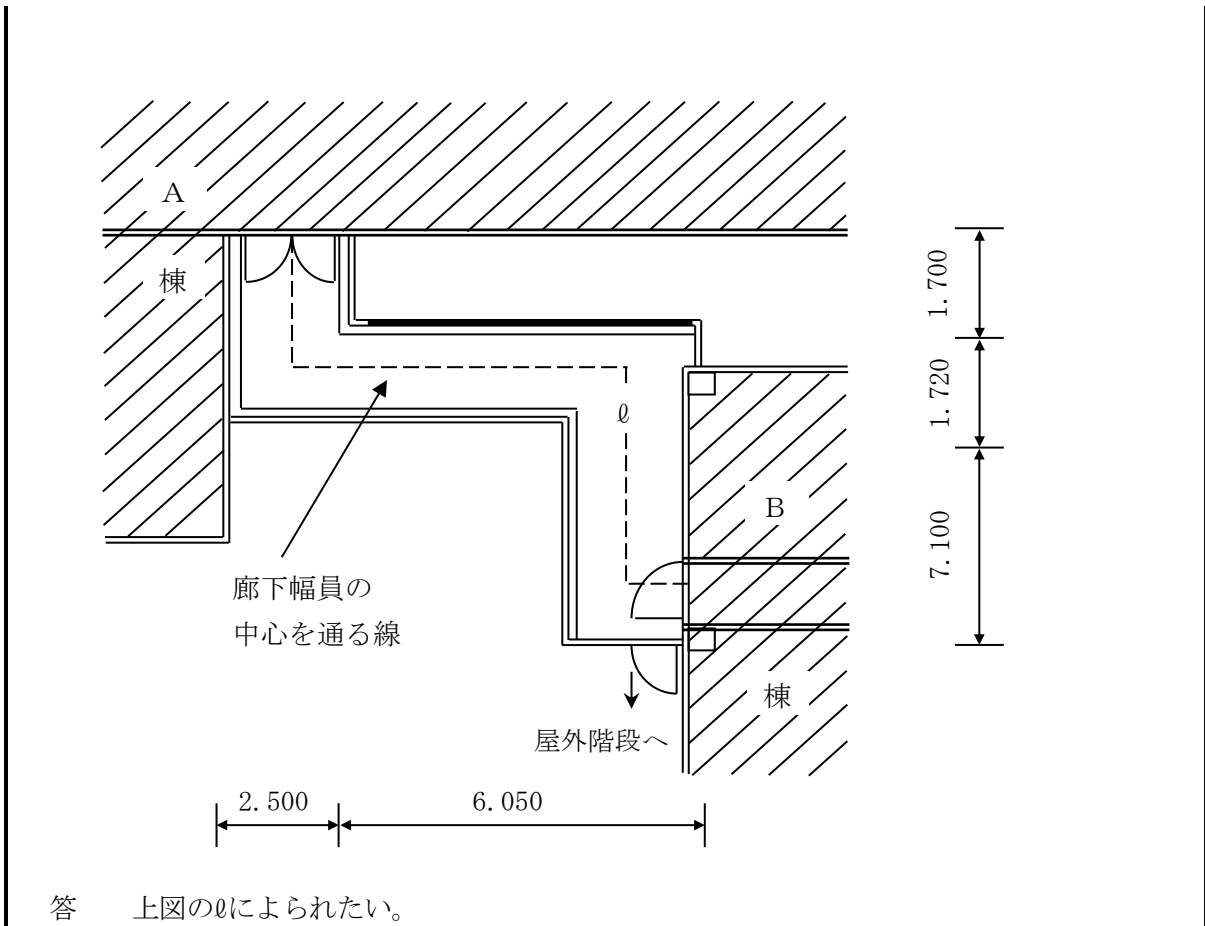 A
棟
1.700
1.720
ℓ
B
7.100
廊下幅員の
中心を通る線
棟
屋外階段へ
2.500
6.050
答　上図のℓによられたい。